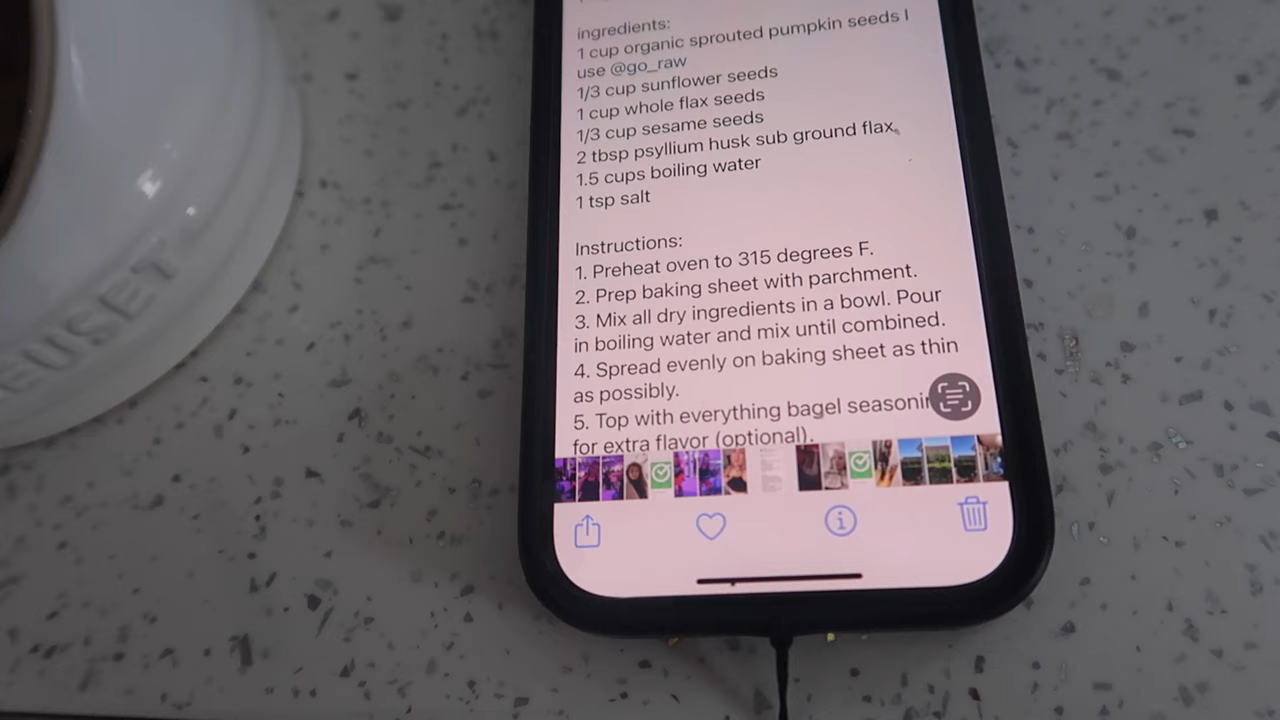 ingredients:
1 cup organic sprouted pumpkin seeds I
use @go_raw
1/3 cup sunflower seeds
1 cup whole flax seeds
1/3 cup sesame seeds
2 tbsp psyllium husk sub ground flax
1.5 cups boiling water
1 tsp salt
Instructions:
1. Preheat oven to 315 degrees F.
2. Prep baking sheet with parchment.
3. Mix all dry ingredients in a bowl. Pour
in boiling water and mix until combined.
4. Spread evenly on baking sheet as thin
as possibly.
5. Top with everything bagel seasonin
for extra flavor (optional).
EUSET